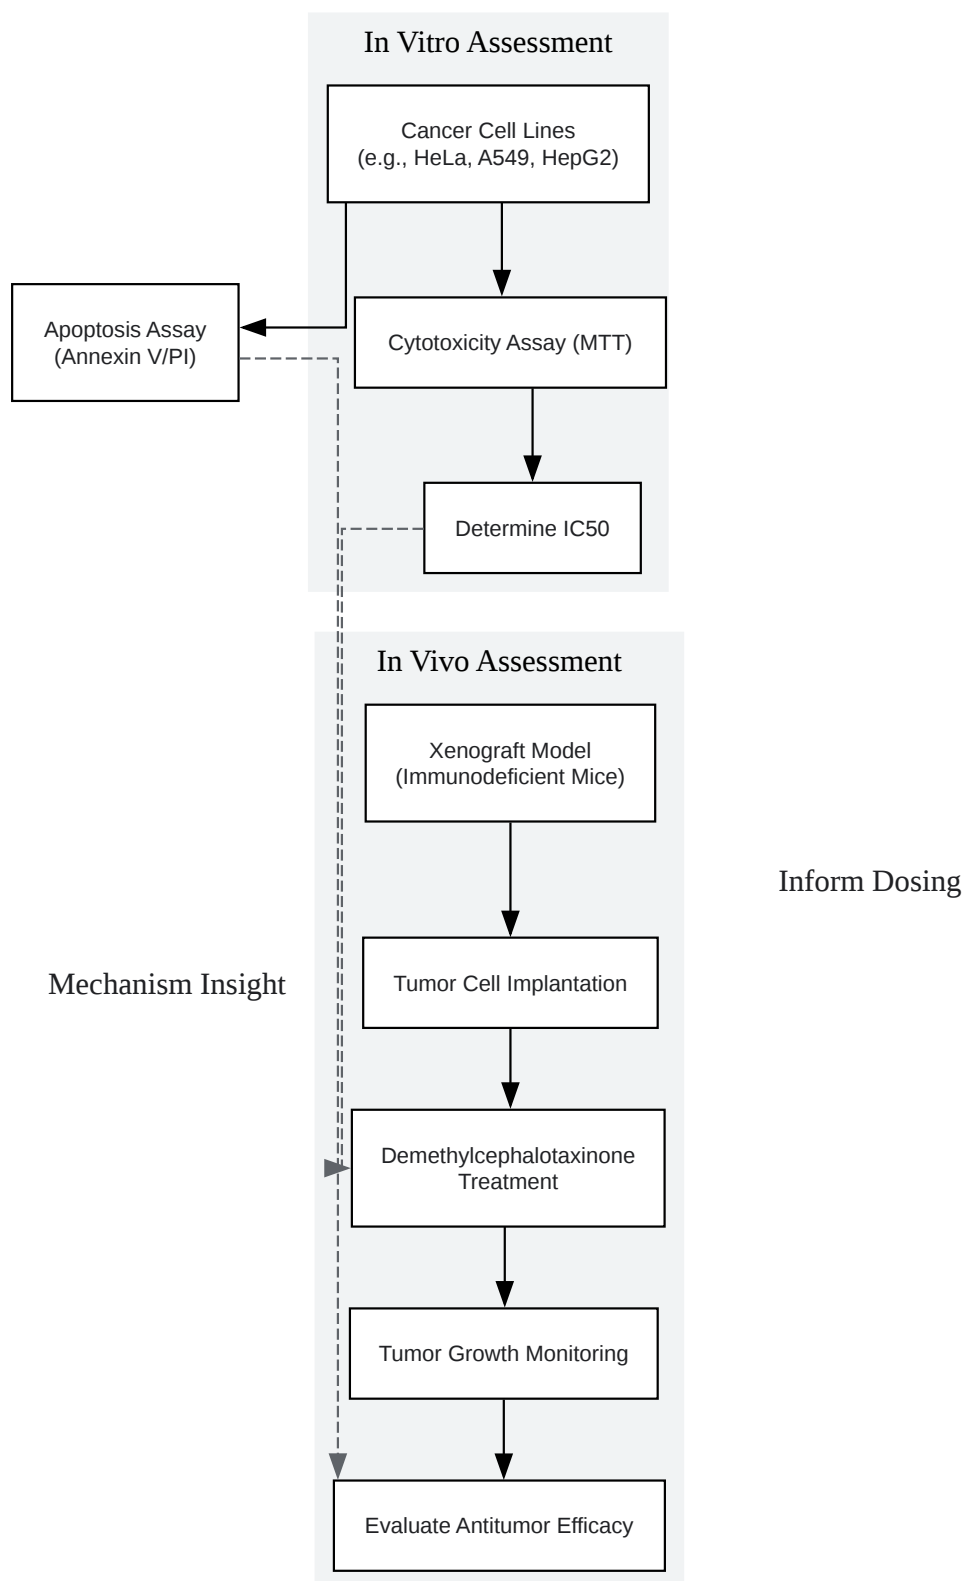 In Vitro Assessment
Cancer Cell Lines
(e.g., HeLa, A549, HepG2)
Apoptosis Assay
(Annexin V/PI)
Cytotoxicity Assay (MTT)
Determine IC50
In Vivo Assessment
Xenograft Model
(Immunodeficient Mice)
Inform Dosing
Mechanism Insight
Tumor Cell Implantation
Demethylcephalotaxinone
Treatment
Tumor Growth Monitoring
Evaluate Antitumor Efficacy